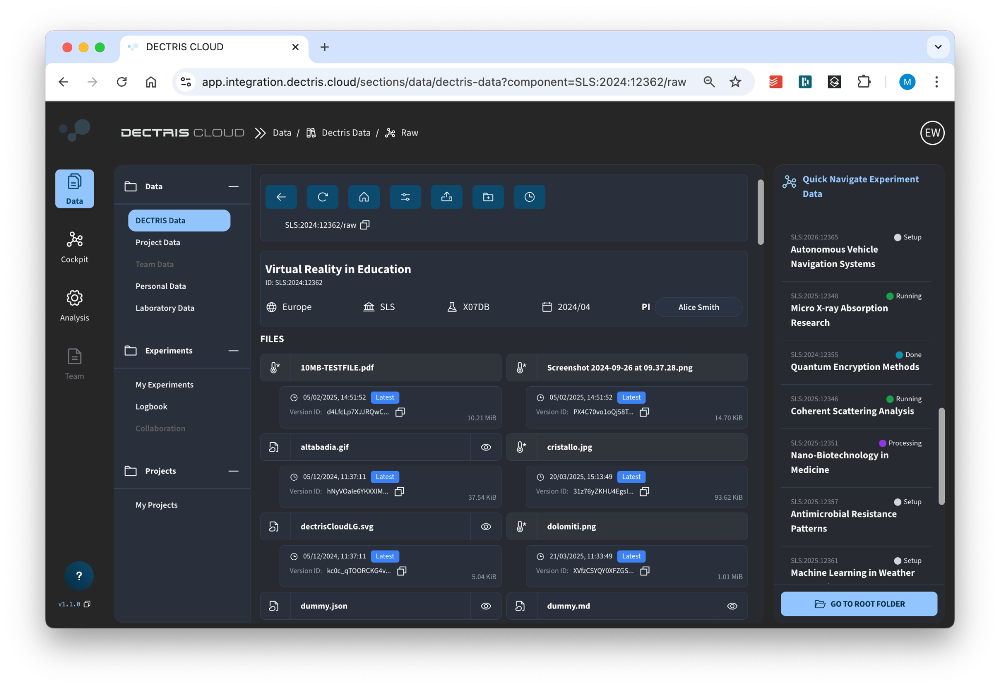 DECTRIS CLOUD
app.integration.dectris.cloud/sections/data/dectris-data?component=SLS:2024:12362/raw
M
DECTRIS CLOUD
Data / Dectris Data / Raw
EW
Data
Cockpit
Analysis
Team
?
v1.1.0
Data
DECTRIS Data
Project Data
Team Data
Personal Data
Laboratory Data
Experiments
My Experiments
Logbook
Collaboration
Projects
My Projects
SLS:2024:12362/raw
Virtual Reality in Education
ID: SLS:2024:12362
Europe SLS X07DB 2024/04 PI Alice Smith
FILES
10MB-TESTFILE.pdf
05/02/2025, 14:51:52 Latest
Version ID: d4LfcLp7XJJRQwC...
10.21 MiB
Screenshot 2024-09-26 at 09.37.28.png
05/02/2025, 14:51:52 Latest
Version ID: PX4C70vo1oQj58T...
14.70 KiB
altabadia.gif
05/12/2024, 11:37:11 Latest
Version ID: hNyVOaIe6YKXXIM...
37.54 KiB
cristallo.jpg
20/03/2025, 15:13:49 Latest
Version ID: 31z76yZKHU4EgsI...
93.62 KiB
dectrisCloudLG.svg
05/12/2024, 11:37:11 Latest
Version ID: kc0c_qTOORCKG4v...
5.04 KiB
dolomiti.png
21/03/2025, 11:33:49 Latest
Version ID: XVfzCSYQY0XFZGS...
1.01 MiB
dummy.json
dummy.md
Quick Navigate Experiment
Data
SLS:2026:12365 Setup
Autonomous Vehicle
Navigation Systems
SLS:2025:12348 Running
Micro X-ray Absorption
Research
SLS:2024:12355 Done
Quantum Encryption Methods
SLS:2025:12346 Running
Coherent Scattering Analysis
SLS:2025:12351 Processing
Nano-Biotechnology in
Medicine
SLS:2025:12357 Setup
Antimicrobial Resistance
Patterns
SLS:2025:12361 Setup
Machine Learning in Weather
GO TO ROOT FOLDER